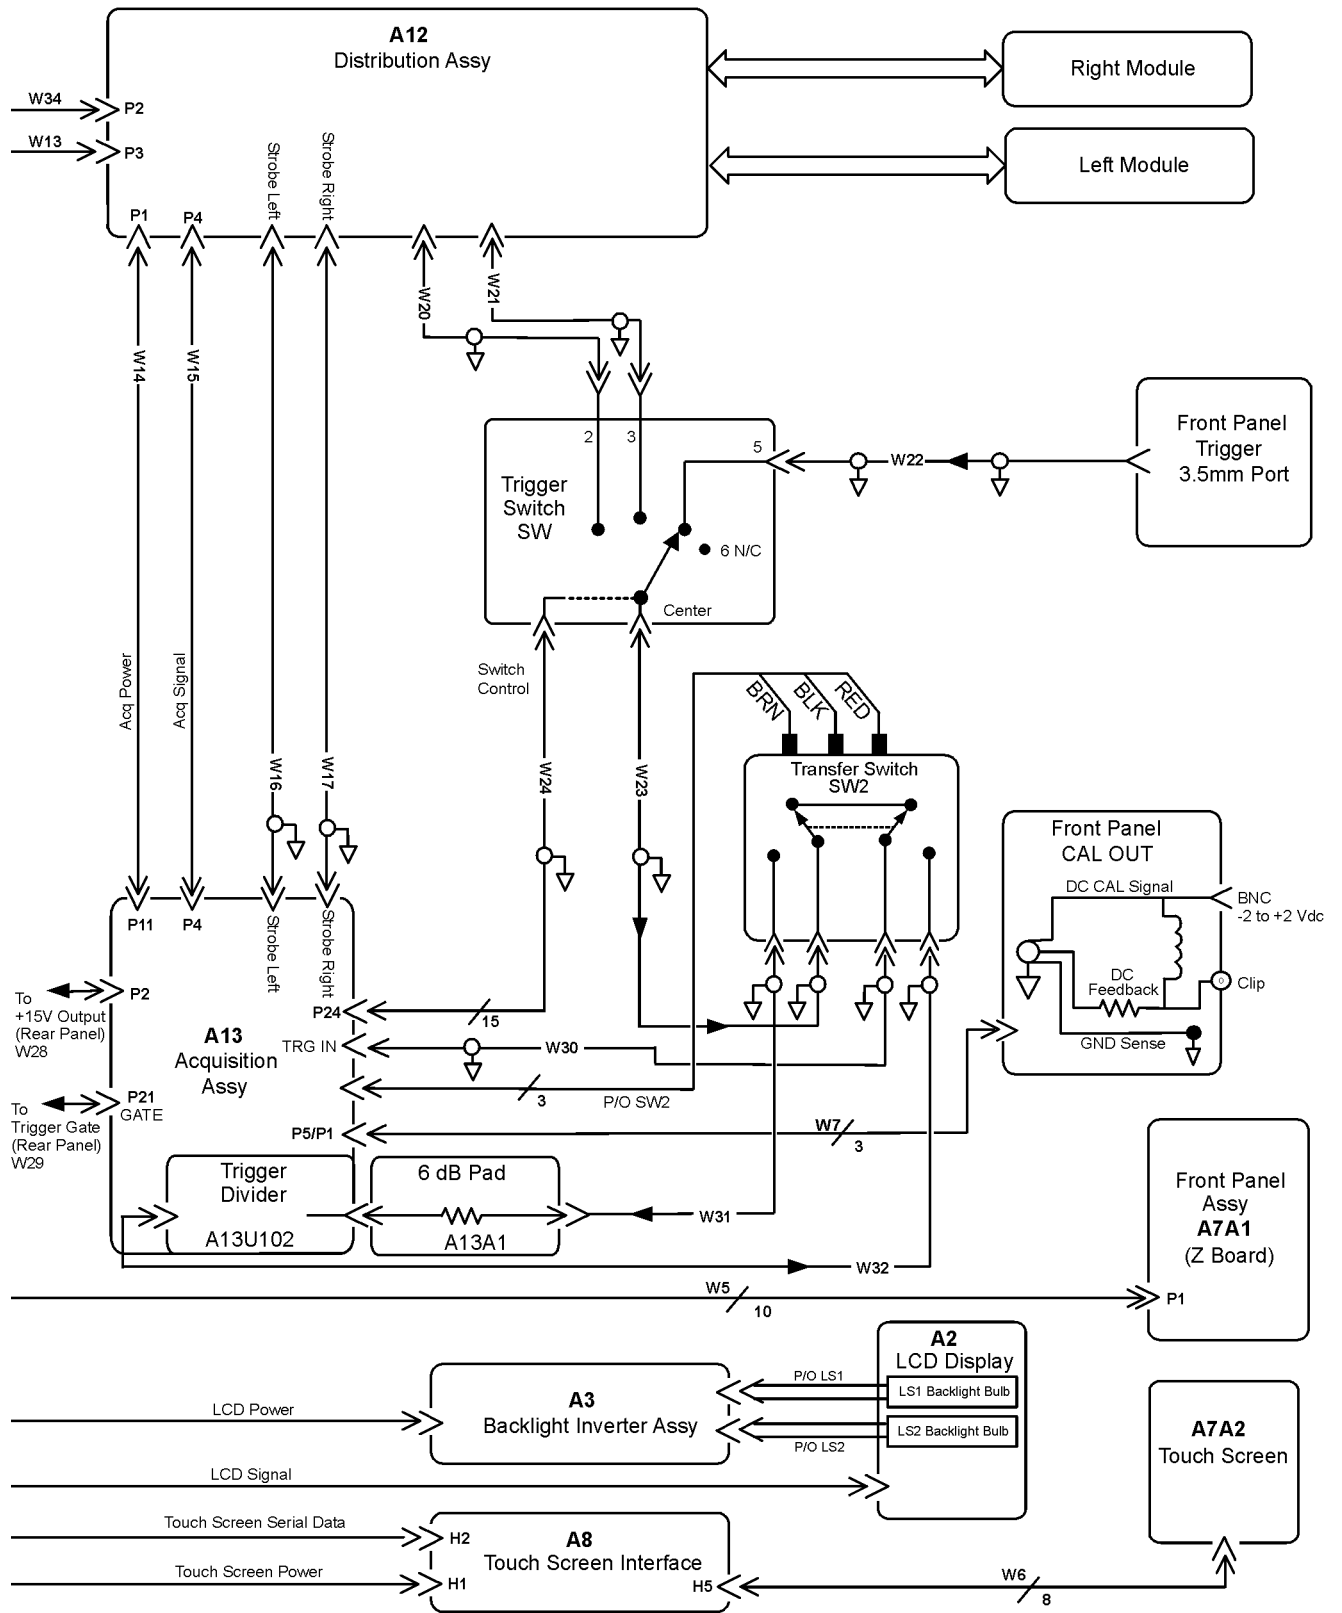 A12
Distribution Assy
Right Module
Left Module
W34
P2
W13
P3
Strobe Left
Strobe Right
P1
P4
W20
W21
W14
W15
Front Panel
Trigger
3.5mm Port
2
3
5
W22
Trigger
Switch
SW
6 N/C
Center
Acq Power
Acq Signal
Switch
Control
BRN
BLK
RED
W16
W17
W24
W23
Transfer Switch
SW2
Front Panel
CAL OUT
DC CAL Signal
BNC
-2 to +2 Vdc
DC
Feedback
Clip
GND Sense
P11
P4
Strobe Left
Strobe Right
To
+15V Output
(Rear Panel)
W28
P2
P24
15
A13
Acquisition
Assy
TRG IN
W30
3
P/O SW2
To
Trigger Gate
(Rear Panel)
W29
P21
GATE
P5/P1
W7
3
Trigger
Divider
A13U102
6 dB Pad
A13A1
W31
W32
Front Panel
Assy
A7A1
(Z Board)
P1
W5
10
A2
LCD Display
LS1 Backlight Bulb
LS2 Backlight Bulb
P/O LS1
P/O LS2
A3
Backlight Inverter Assy
LCD Power
LCD Signal
A7A2
Touch Screen
Touch Screen Serial Data
H2
A8
Touch Screen Interface
Touch Screen Power
H1
H5
W6
8